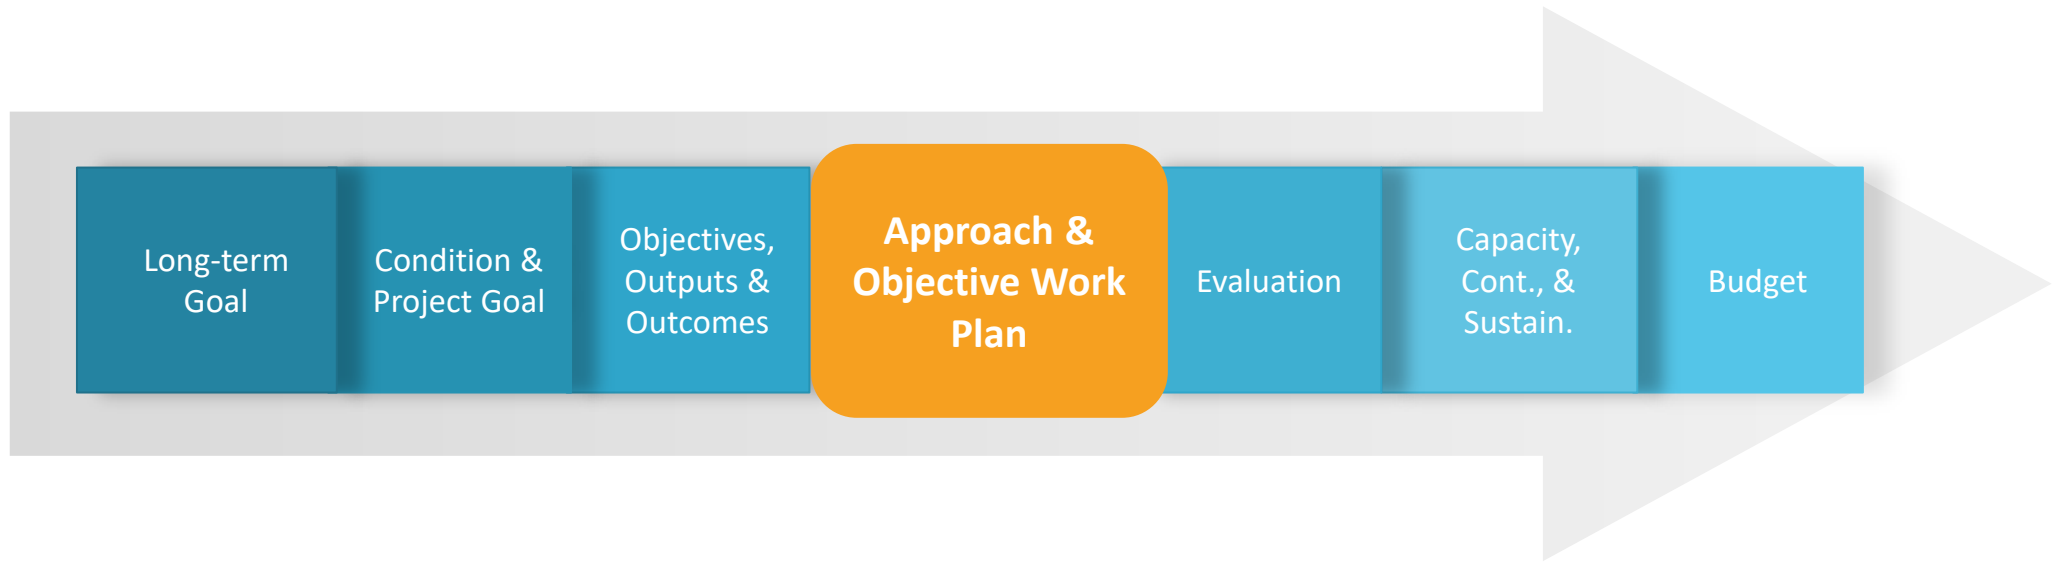 Long-term
Goal
Condition &
Project Goal
Objectives,
Outputs &
Outcomes
Approach &
Objective Work
Plan
Evaluation
Capacity,
Cont., &
Sustain.
Budget